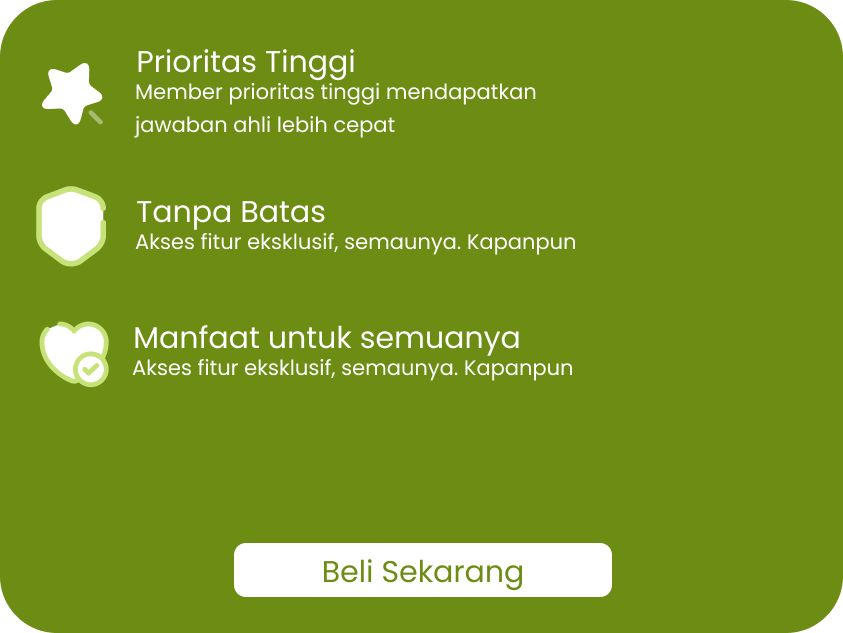 Prioritas Tinggi
Member prioritas tinggi mendapatkan
jawaban ahli lebih cepat
Tanpa Batas
Akses fitur eksklusif, semaunya. Kapanpun
Manfaat untuk semuanya
Akses fitur eksklusif, semaunya. Kapanpun
Beli Sekarang